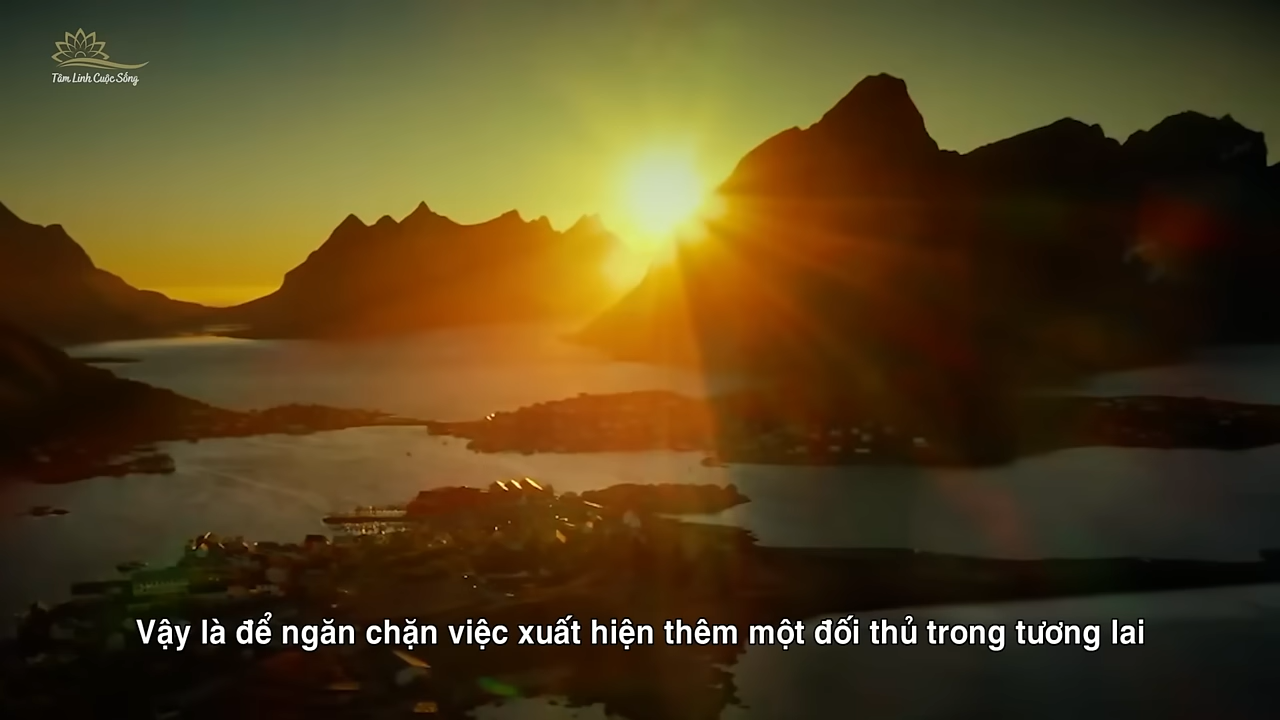 Tâm Linh Cuộc Sống
Vậy là để ngăn chặn việc xuất hiện thêm một đối thủ trong tương lai